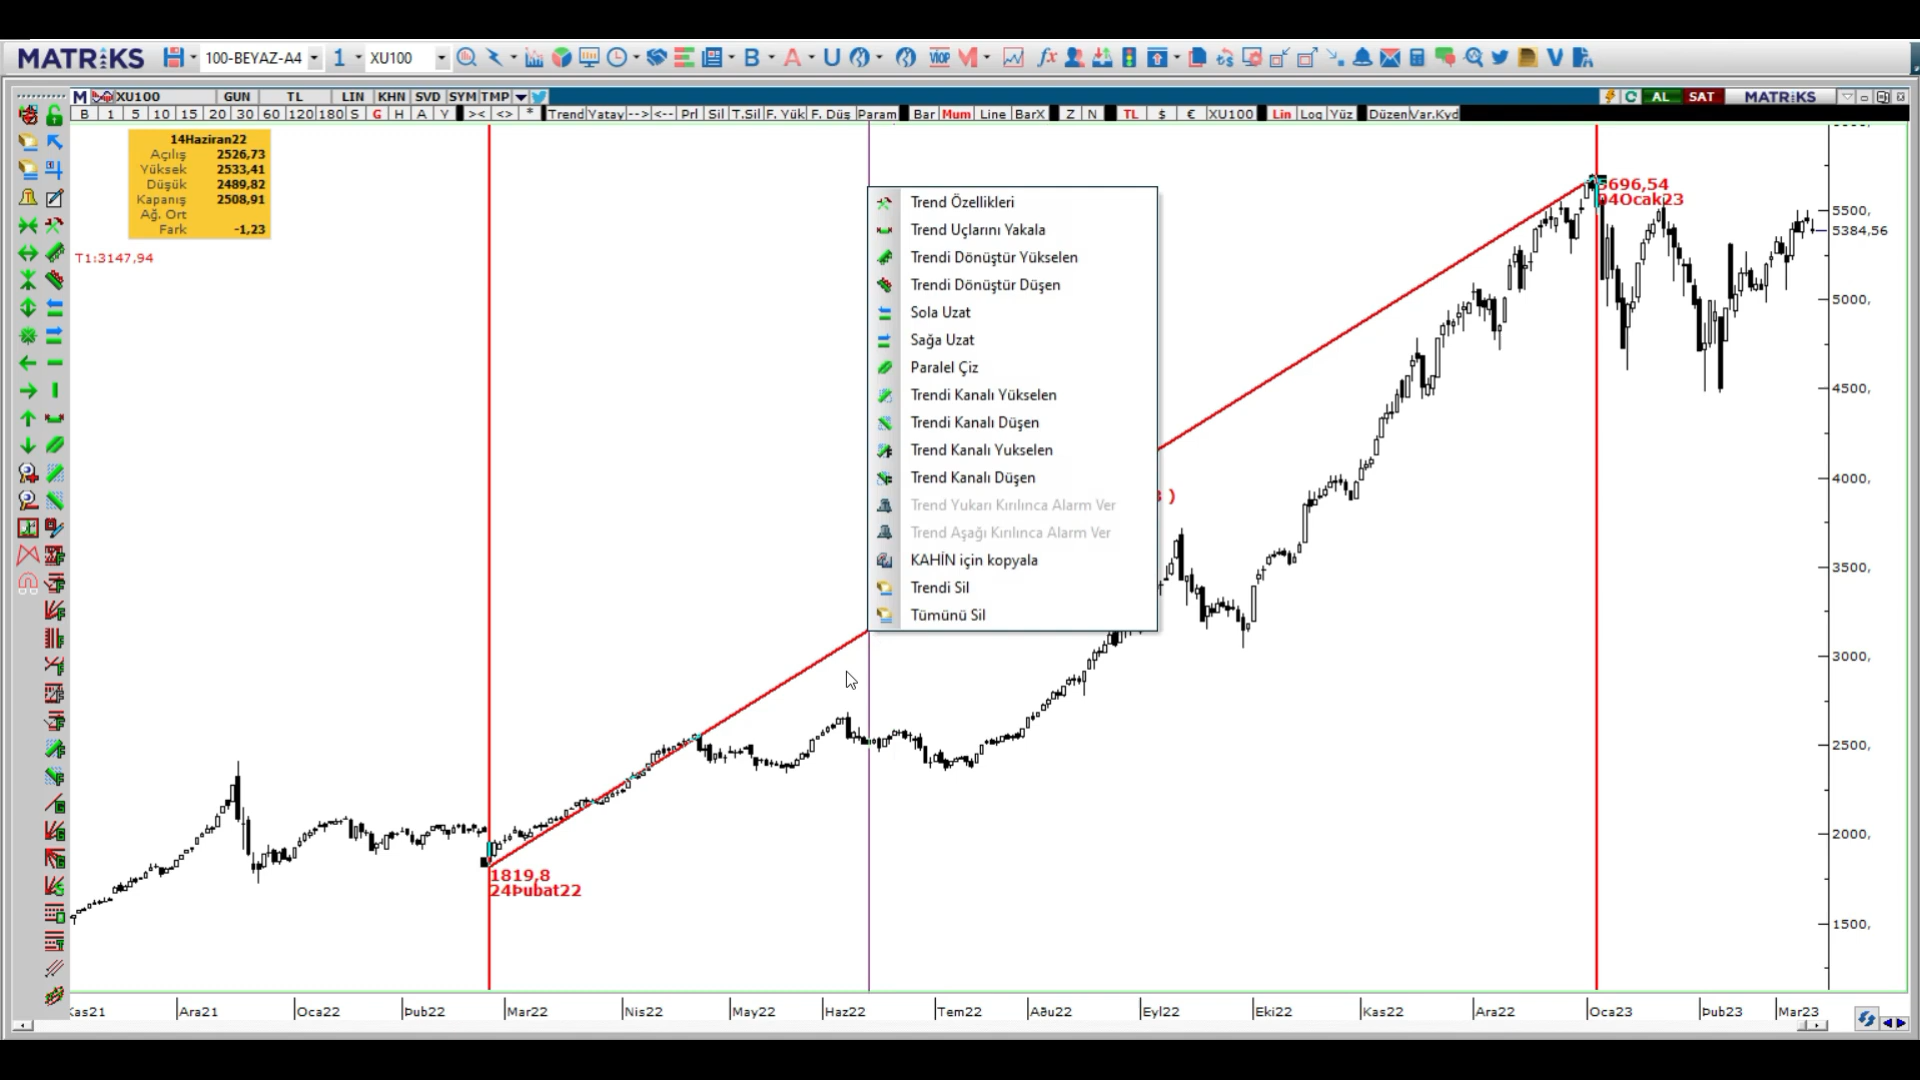 MATRiKS 100-BEYAZ-A4 1 XU100 B A U VIOP M fx V
M XU100 GUN TL LIN KHN SVD SYM TMP AL SAT MATRiKS
B 1 5 10 15 20 30 60 120 180 S G H A Y >< <> * Trend Yatay --> <-- Prl Sil T.Sil F. Yük F. Düş Param Bar Mum Line BarX Z N TL $ € XU100 Lin Log Yüz Düzen Var.Kyd
14Haziran22
Açılış 2526,73
Yüksek 2533,41
Düşük 2489,82
Kapanış 2508,91
Ağ. Ort
Fark -1,23
T1:3147,94
Trend Özellikleri
Trend Uçlarını Yakala
Trendi Dönüştür Yükselen
Trendi Dönüştür Düşen
Sola Uzat
Sağa Uzat
Paralel Çiz
Trendi Kanalı Yükselen
Trendi Kanalı Düşen
Trend Kanalı Yukselen
Trend Kanalı Düşen
Trend Yukarı Kırılınca Alarm Ver
Trend Aşağı Kırılınca Alarm Ver
KAHİN için kopyala
Trendi Sil
Tümünü Sil
)
5696,54
04Ocak23
1819,8
24Þubat22
5500,
5384,56
5000,
4500,
4000,
3500,
3000,
2500,
2000,
1500,
Kas21 Ara21 Oca22 Þub22 Mar22 Nis22 May22 Haz22 Tem22 Aðu22 Eyl22 Eki22 Kas22 Ara22 Oca23 Þub23 Mar23